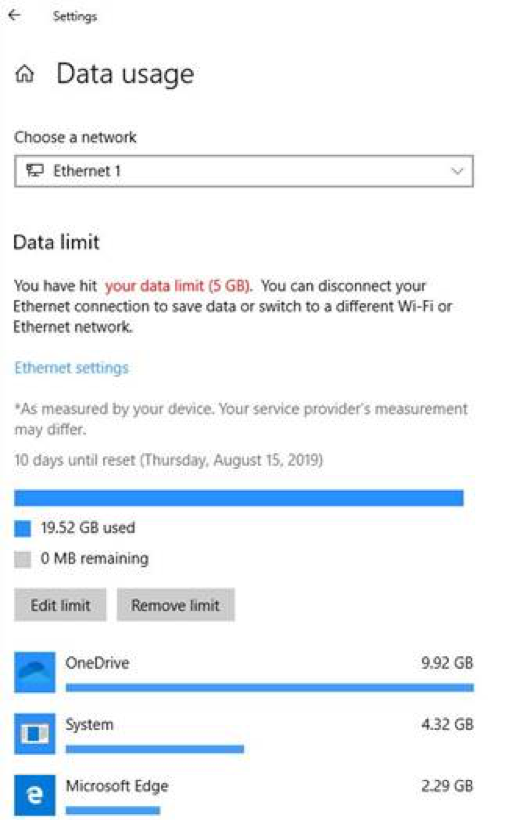 Settings
Data usage
Choose a network
Ethernet 1
Data limit
You have hit your data limit (5 GB). You can disconnect your
Ethernet connection to save data or switch to a different Wi-Fi or
Ethernet network.
Ethernet settings
*As measured by your device. Your service provider's measurement
may differ.
10 days until reset (Thursday, August 15, 2019)
19.52 GB used
0 MB remaining
Edit limit Remove limit
OneDrive 9.92 GB
System 4.32 GB
Microsoft Edge 2.29 GB